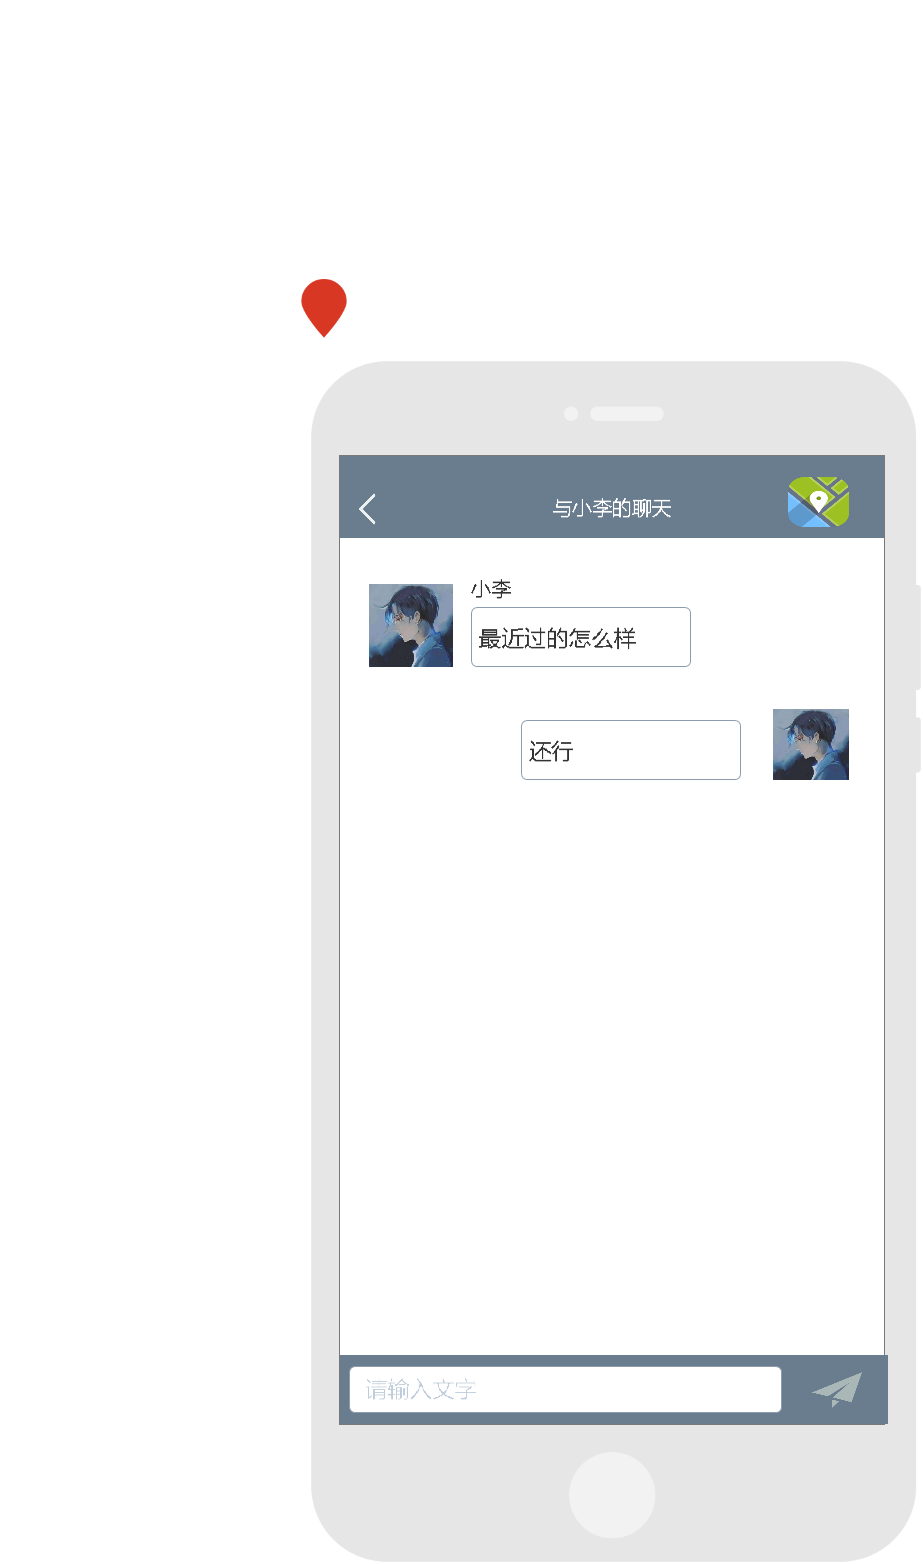 与小李的聊天
小李
最近过的怎么样
还行
请输入文字